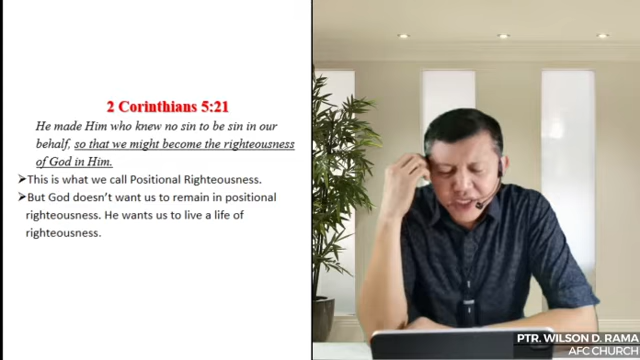 2 Corinthians 5:21
He made Him who knew no sin to be sin in our
behalf, so that we might become the righteousness
of God in Him.
➢This is what we call Positional Righteousness.
➢But God doesn’t want us to remain in positional
righteousness. He wants us to live a life of
righteousness.
PTR. WILSON D. RAMA
AFC CHURCH